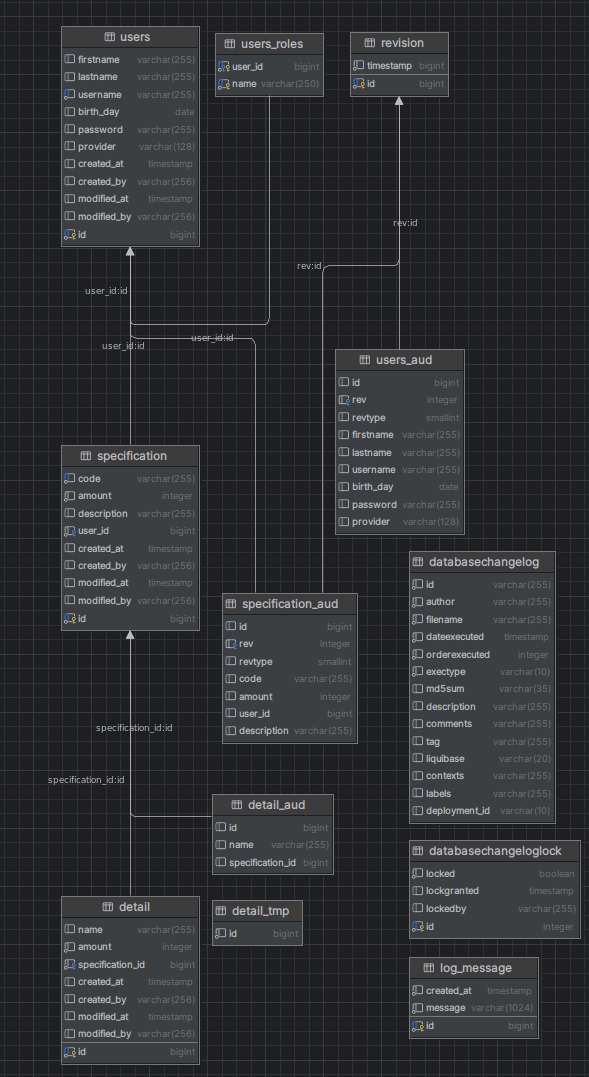 users
firstname varchar(255)
lastname varchar(255)
username varchar(255)
birth_day date
password varchar(255)
provider varchar(128)
created_at timestamp
created_by varchar(256)
modified_at timestamp
modified_by varchar(256)
id bigint
users_roles
user_id bigint
name varchar(250)
revision
timestamp bigint
id bigint
rev:id
rev:id
user_id:id
user_id:id
user_id:id
users_aud
id bigint
rev integer
revtype smallint
firstname varchar(255)
lastname varchar(255)
username varchar(255)
birth_day date
password varchar(255)
provider varchar(128)
specification
code varchar(255)
amount integer
description varchar(255)
user_id bigint
created_at timestamp
created_by varchar(256)
modified_at timestamp
modified_by varchar(256)
id bigint
specification_aud
id bigint
rev integer
revtype smallint
code varchar(255)
amount integer
user_id bigint
description varchar(255)
databasechangelog
id varchar(255)
author varchar(255)
filename varchar(255)
dateexecuted timestamp
orderexecuted integer
exectype varchar(10)
md5sum varchar(35)
description varchar(255)
comments varchar(255)
tag varchar(255)
liquibase varchar(20)
contexts varchar(255)
labels varchar(255)
deployment_id varchar(10)
specification_id:id
specification_id:id
detail_aud
id bigint
name varchar(255)
specification_id bigint
databasechangeloglock
locked boolean
lockgranted timestamp
lockedby varchar(255)
id integer
detail
name varchar(255)
amount integer
specification_id bigint
created_at timestamp
created_by varchar(256)
modified_at timestamp
modified_by varchar(256)
id bigint
detail_tmp
id bigint
log_message
created_at timestamp
message varchar(1024)
id bigint